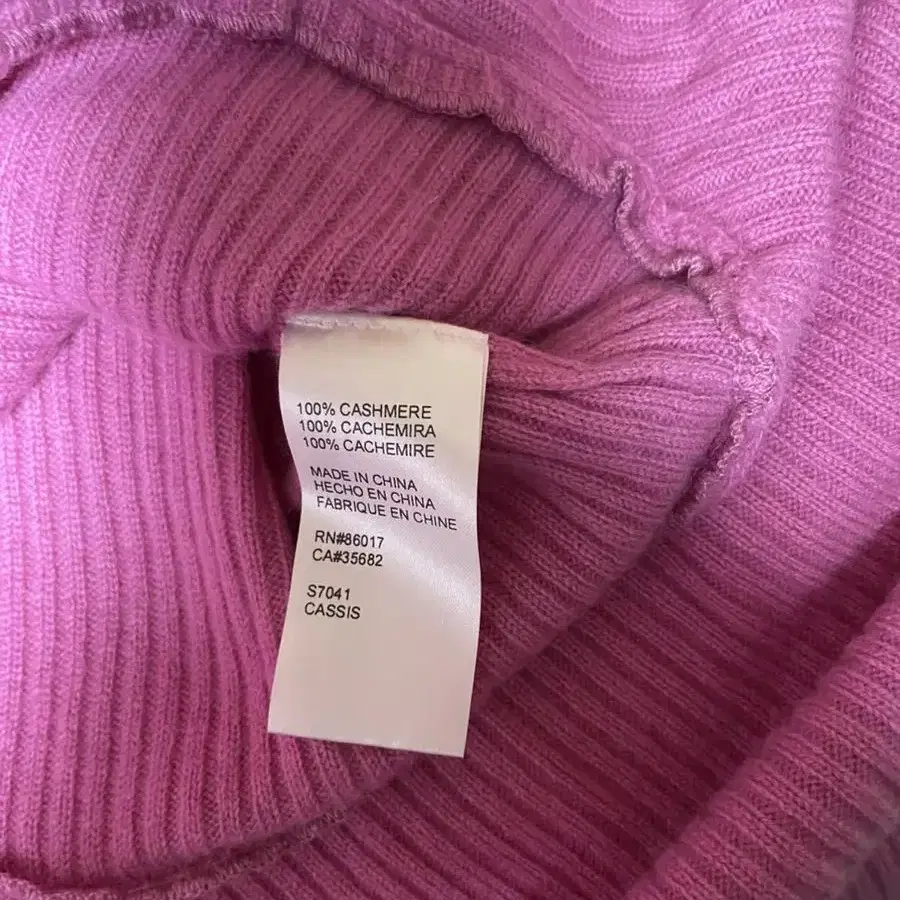 100% CASHMERE
100% CACHEMIRA
100% CACHEMIRE
MADE IN CHINA
HECHO EN CHINA
FABRIQUE EN CHINE
RN#86017
CA#35682
S7041
CASSIS